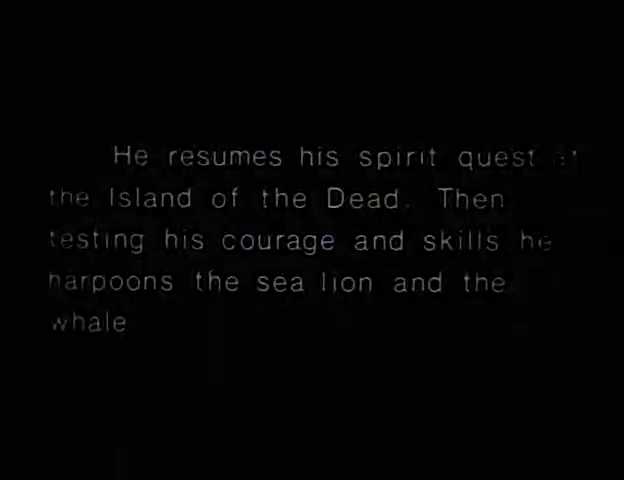 He resumes his spirit quest at
the Island of the Dead. Then
testing his courage and skills he
harpoons the sea lion and the
whale